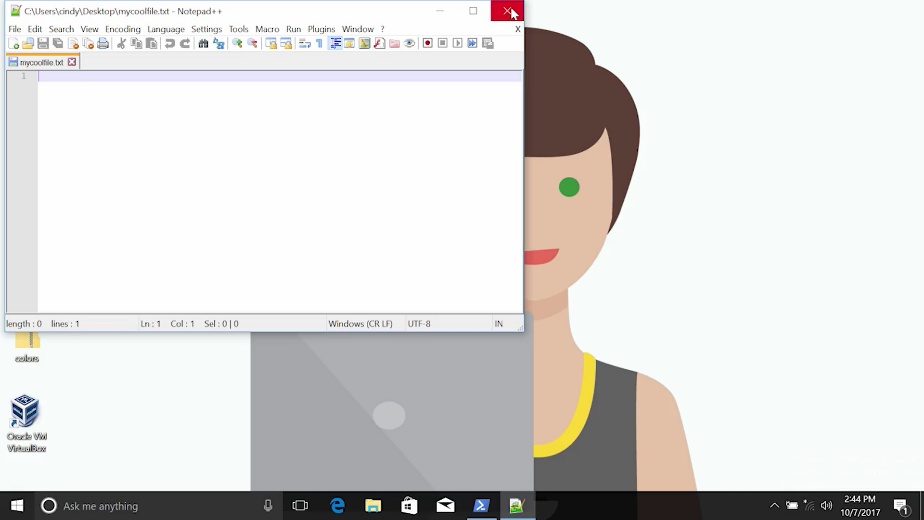 C:\Users\cindy\Desktop\mycoolfile.txt - Notepad++
File Edit Search View Encoding Language Settings Tools Macro Run Plugins Window ? X
mycoolfile.txt
1
length : 0 lines : 1 Ln : 1 Col : 1 Sel : 0 | 0 Windows (CR LF) UTF-8 IN
colors
Oracle VM
VirtualBox
Ask me anything
2:44 PM
10/7/2017
1